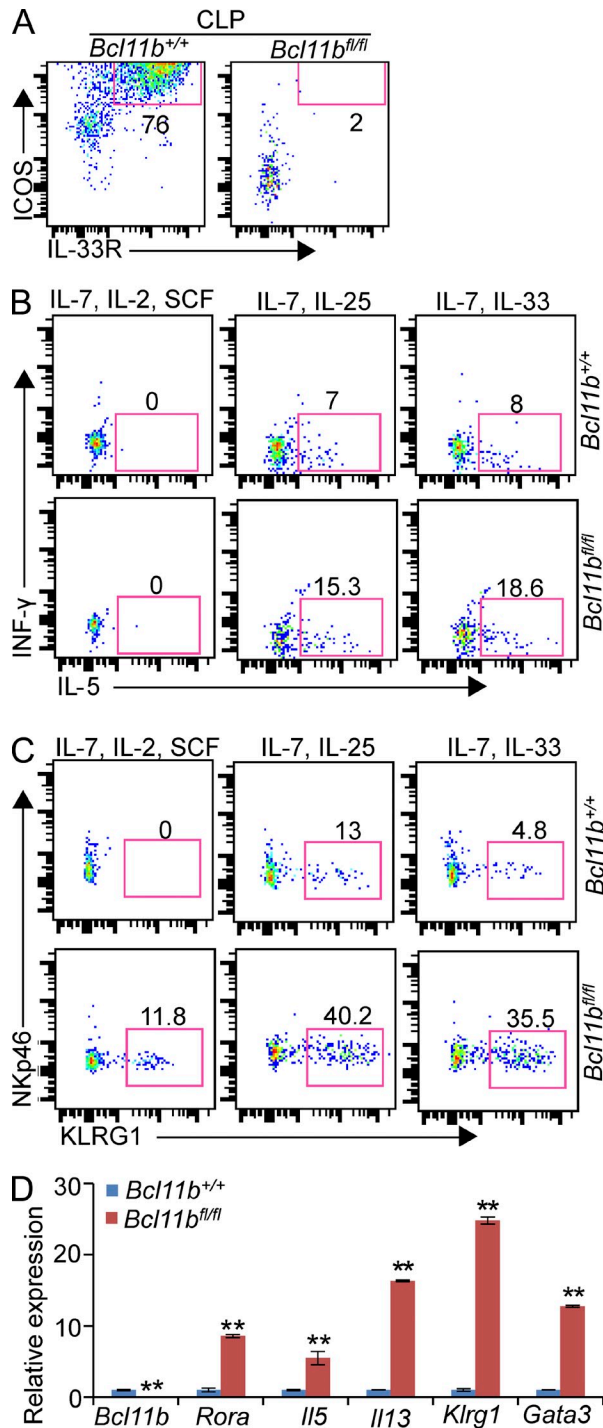 A
CLP
Bcl11b+/+ Bcl11bfl/fl
76 2
ICOS
IL-33R
B
IL-7, IL-2, SCF IL-7, IL-25 IL-7, IL-33
0 7 8
Bcl11b+/+
0 15.3 18.6
Bcl11bfl/fl
INF-γ
IL-5
C
IL-7, IL-2, SCF IL-7, IL-25 IL-7, IL-33
0 13 4.8
Bcl11b+/+
11.8 40.2 35.5
Bcl11bfl/fl
NKp46
KLRG1
D
Bcl11b+/+
Bcl11bfl/fl
Relative expression
30
20
10
0
** ** ** ** ** **
Bcl11b Rora Il5 Il13 Klrg1 Gata3